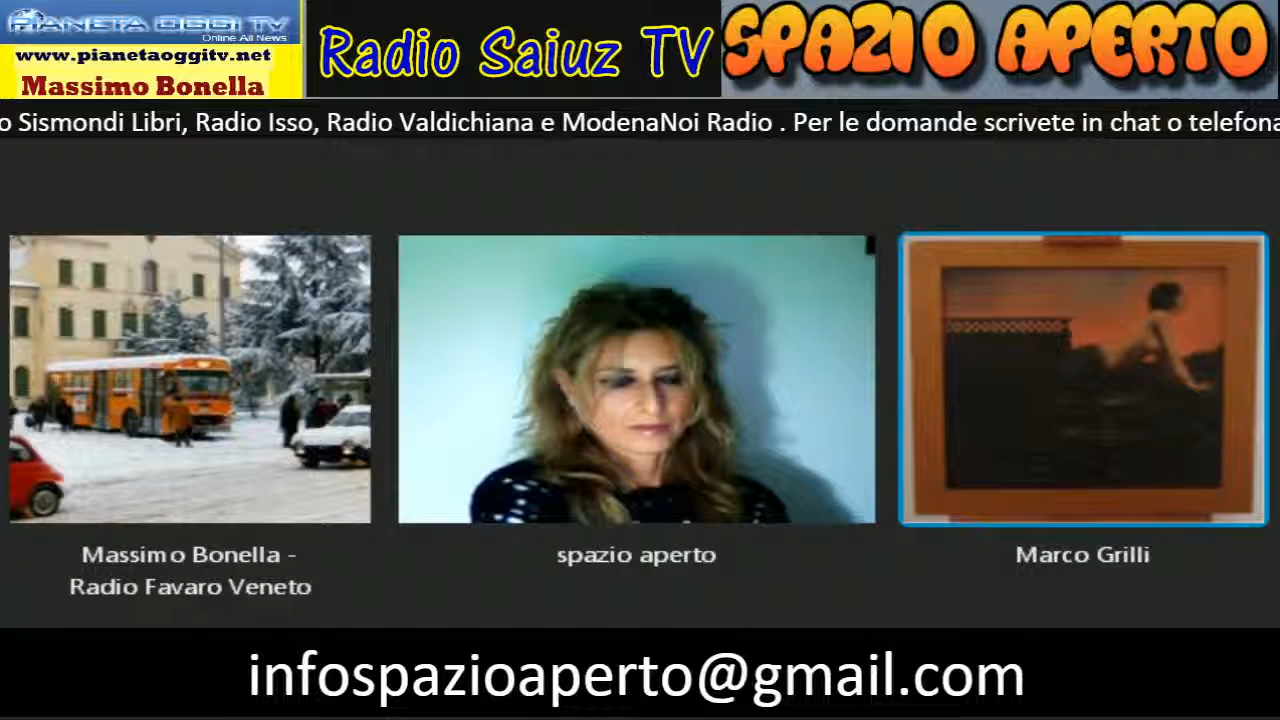 PIANETA OGGI TV
Online All News
www.pianetaoggitv.net
Massimo Bonella
Radio Saiuz TV
SPAZIO APERTO
o Sismondi Libri, Radio Isso, Radio Valdichiana e ModenaNoi Radio . Per le domande scrivete in chat o telefona
Massimo Bonella -
Radio Favaro Veneto
spazio aperto
Marco Grilli
infospazioaperto@gmail.com